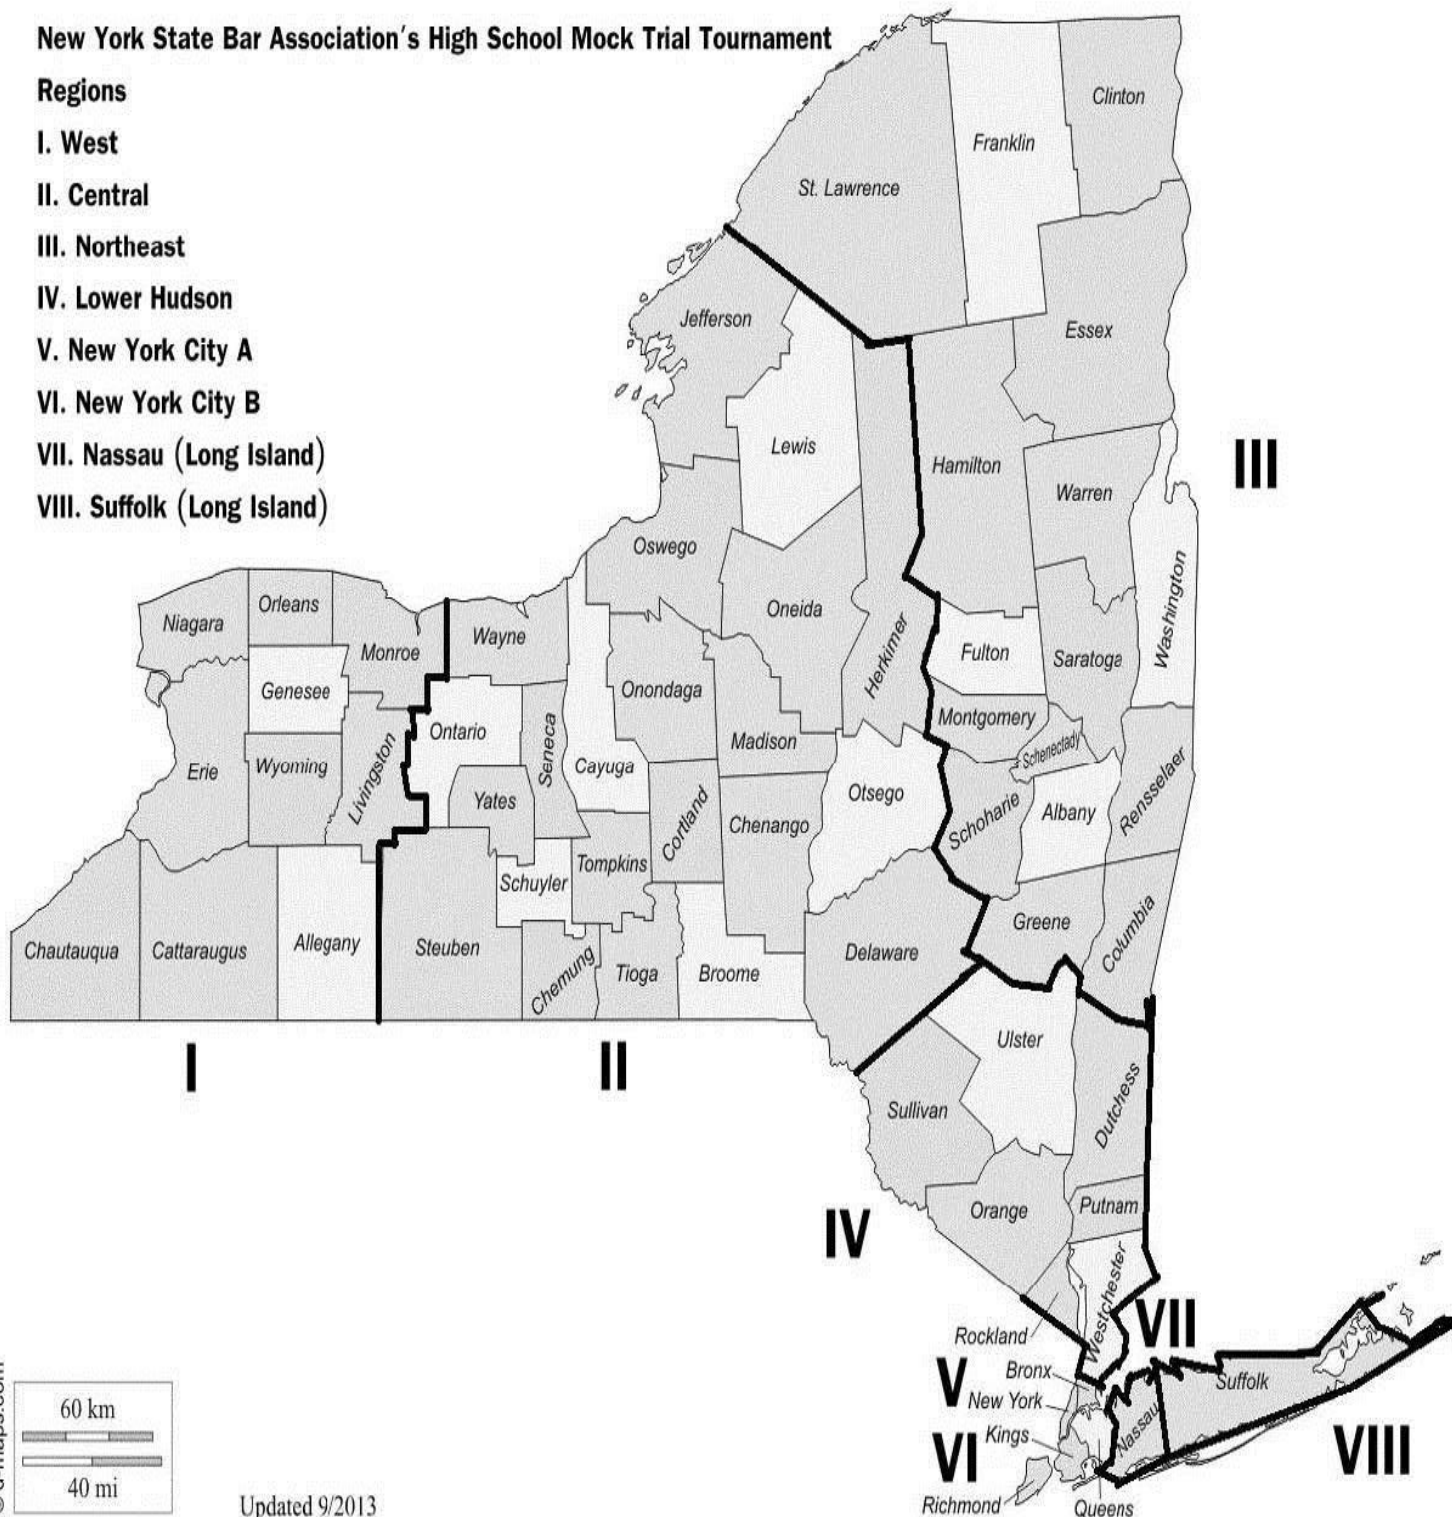 New York State Bar Association's High School Mock Trial Tournament
Regions
I. West
II. Central
III. Northeast
IV. Lower Hudson
V. New York City A
VI. New York City B
VII. Nassau (Long Island)
VIII. Suffolk (Long Island)
Clinton
Franklin
St. Lawrence
Jefferson
Essex
Lewis
Hamilton
III
Warren
Oswego
Oneida
Herkimer
Washington
Niagara
Orleans
Monroe
Wayne
Fulton
Saratoga
Genesee
Onondaga
Montgomery
Ontario
Seneca
Madison
Schenectady
Erie
Wyoming
Livingston
Cayuga
Yates
Otsego
Rensselaer
Cortland
Chenango
Schoharie
Albany
Tompkins
Schuyler
Greene
Columbia
Chautauqua
Cattaraugus
Allegany
Steuben
Chemung
Tioga
Broome
Delaware
I
II
Ulster
Sullivan
Dutchess
IV
Orange
Putnam
Westchester
VII
Rockland
Bronx
V
New York
Suffolk
Nassau
Kings
VI
VIII
Richmond
Queens
60 km
40 mi
Updated 9/2013